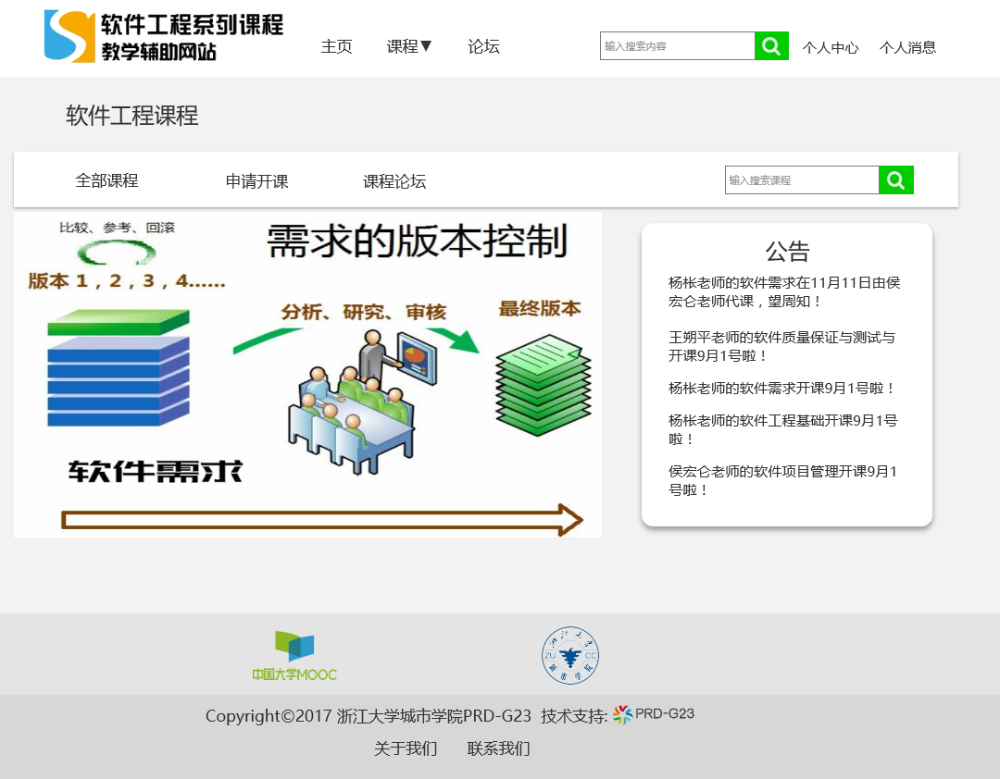 软件工程系列课程
教学辅助网站
主页 课程▼ 论坛
输入搜索内容
个人中心 个人消息
软件工程课程
全部课程 申请开课 课程论坛
输入搜索课程
比较、参考、回滚
版本 1，2，3，4……
需求的版本控制
分析、研究、审核
最终版本
软件需求
公告
杨枨老师的软件需求在11月11日由侯
宏仑老师代课，望周知！
王朔平老师的软件质量保证与测试与
开课9月1号啦！
杨枨老师的软件需求开课9月1号啦！
杨枨老师的软件工程基础开课9月1号
啦！
侯宏仑老师的软件项目管理开课9月1
号啦！
中国大学MOOC
浙江大学
ZU CC
城市学院
Copyright©2017 浙江大学城市学院PRD-G23 技术支持: PRD-G23
关于我们 联系我们